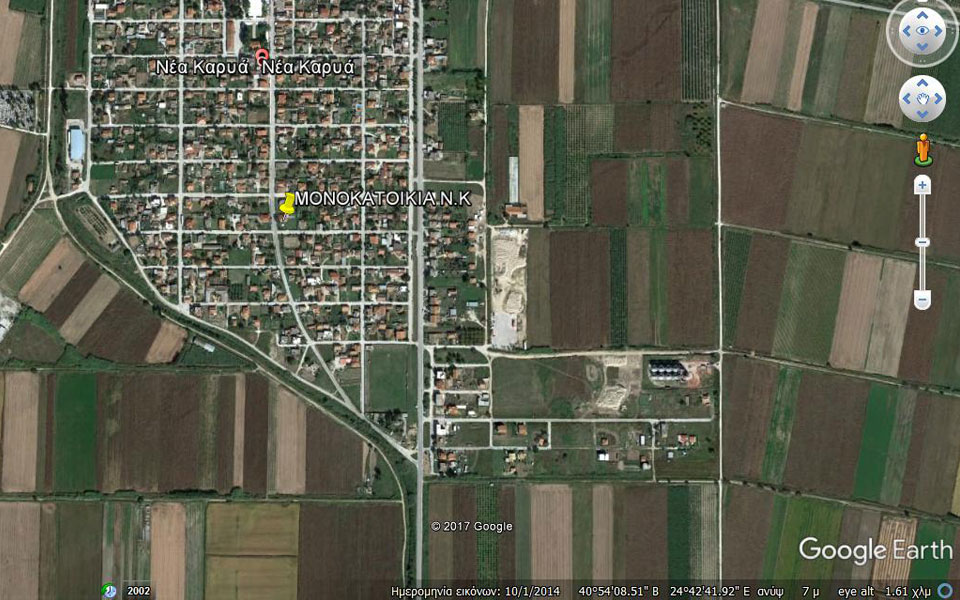 Νέα Καρυά Νέα Καρυά
MONOKATOIKIA N.K
© 2017 Google
Google Earth
2002
Ημερομηνία εικόνων: 10/1/2014 40°54'08.51" Β 24°42'41.92" Ε ανύψ 7 μ eye alt 1.61 χλμ